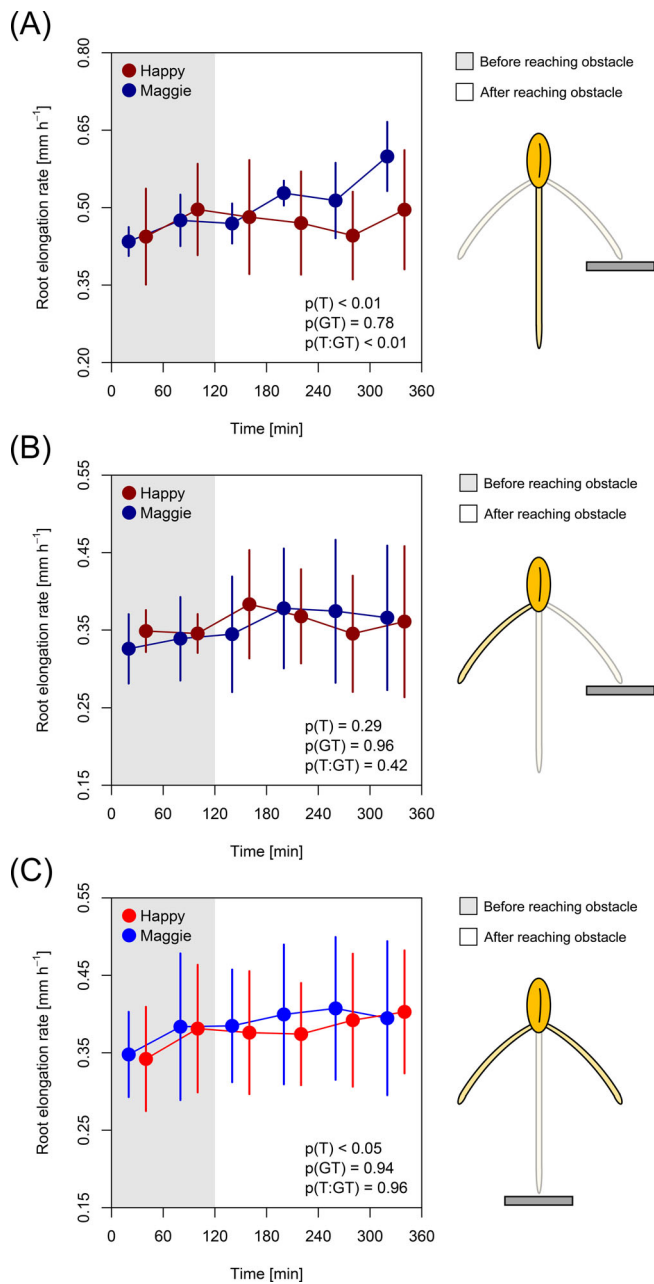 (A)
Root elongation rate [mm h⁻¹]
0.80
0.65
0.50
0.35
0.20
Happy
Maggie
p(T) < 0.01
p(GT) = 0.78
p(T:GT) < 0.01
0 60 120 180 240 300 360
Time [min]
Before reaching obstacle
After reaching obstacle
(B)
Root elongation rate [mm h⁻¹]
0.55
0.45
0.35
0.25
0.15
Happy
Maggie
p(T) = 0.29
p(GT) = 0.96
p(T:GT) = 0.42
0 60 120 180 240 300 360
Time [min]
Before reaching obstacle
After reaching obstacle
(C)
Root elongation rate [mm h⁻¹]
0.55
0.45
0.35
0.25
0.15
Happy
Maggie
p(T) < 0.05
p(GT) = 0.94
p(T:GT) = 0.96
0 60 120 180 240 300 360
Time [min]
Before reaching obstacle
After reaching obstacle